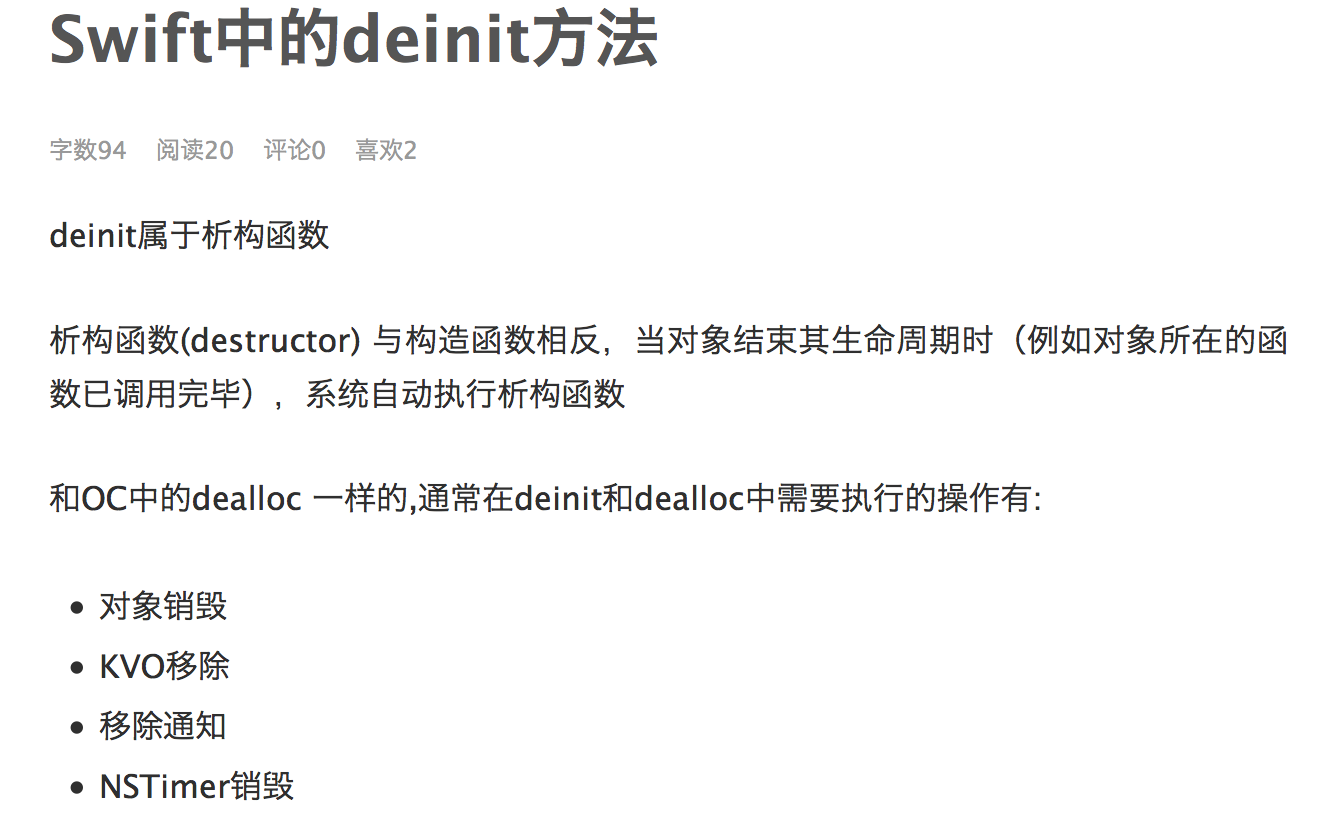 Swift中的deinit方法
字数94 阅读20 评论0 喜欢2
deinit属于析构函数
析构函数(destructor) 与构造函数相反，当对象结束其生命周期时（例如对象所在的函
数已调用完毕），系统自动执行析构函数
和OC中的dealloc 一样的,通常在deinit和dealloc中需要执行的操作有:
• 对象销毁
• KVO移除
• 移除通知
• NSTimer销毁